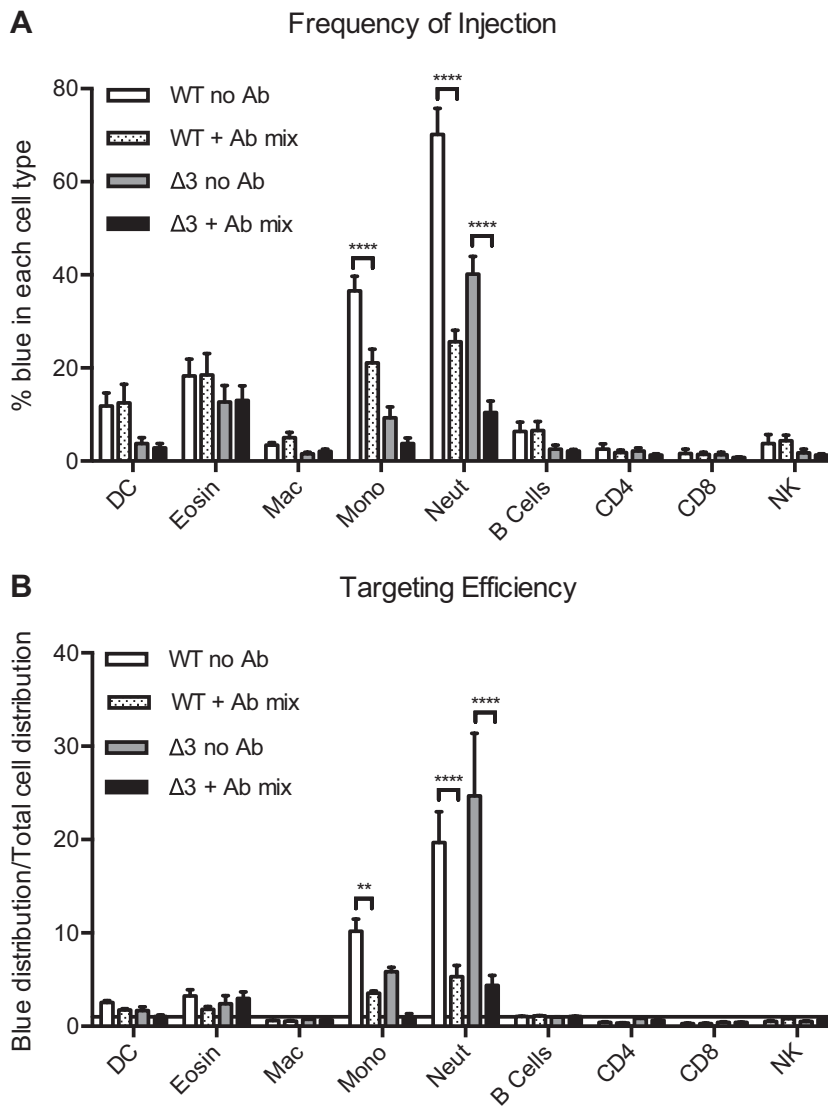 A
Frequency of Injection
% blue in each cell type
80
60
40
20
0
WT no Ab
WT + Ab mix
Δ3 no Ab
Δ3 + Ab mix
****
****
****
DC
Eosin
Mac
Mono
Neut
B Cells
CD4
CD8
NK
B
Targeting Efficiency
Blue distribution/Total cell distribution
40
30
20
10
0
WT no Ab
WT + Ab mix
Δ3 no Ab
Δ3 + Ab mix
**
****
****
DC
Eosin
Mac
Mono
Neut
B Cells
CD4
CD8
NK